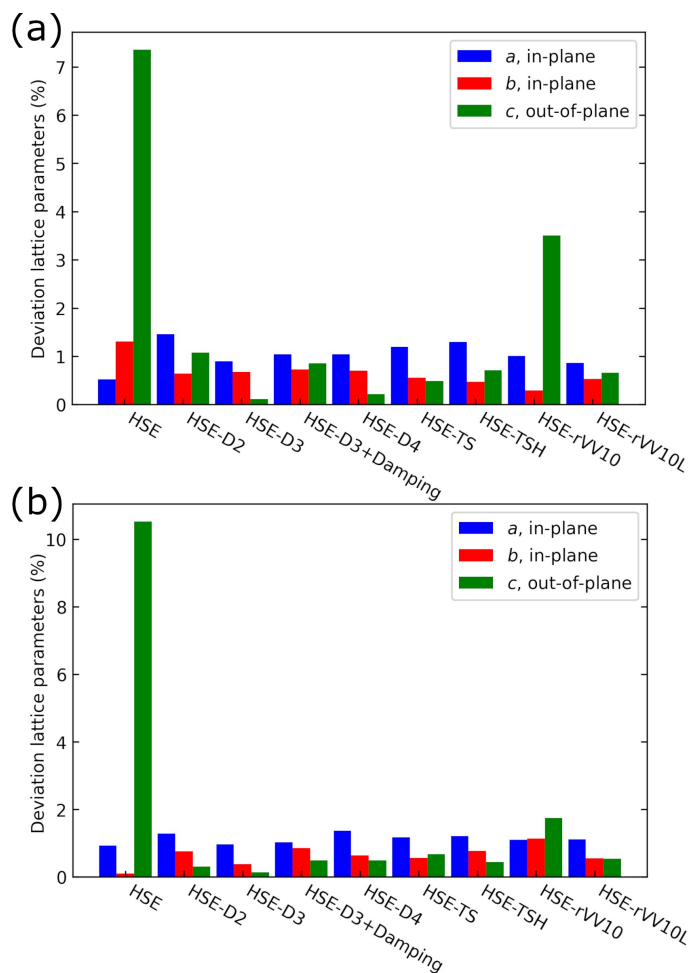 (a)
Deviation lattice parameters (%)
7
6
5
4
3
2
1
0
a, in-plane
b, in-plane
c, out-of-plane
HSE
HSE-D2
HSE-D3
HSE-D3+Damping
HSE-D4
HSE-TS
HSE-TSH
HSE-rVV10
HSE-rVV10L
(b)
Deviation lattice parameters (%)
10
8
6
4
2
0
a, in-plane
b, in-plane
c, out-of-plane
HSE
HSE-D2
HSE-D3
HSE-D3+Damping
HSE-D4
HSE-TS
HSE-TSH
HSE-rVV10
HSE-rVV10L